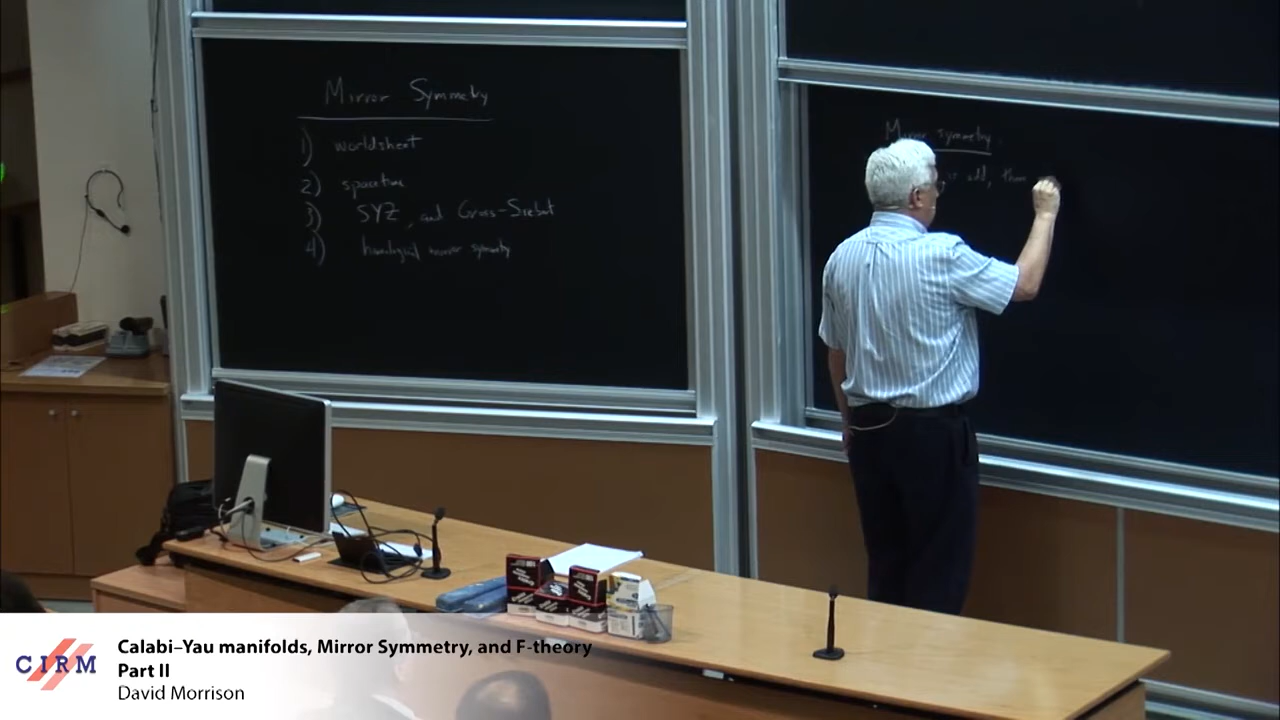 Mirror Symmetry
1) worldsheet
2) spacetime
3) SYZ, and Gross-Siebert
4) homological mirror symmetry
Mirror symmetry
is odd, then
CIRM
Calabi–Yau manifolds, Mirror Symmetry, and F-theory
Part II
David Morrison